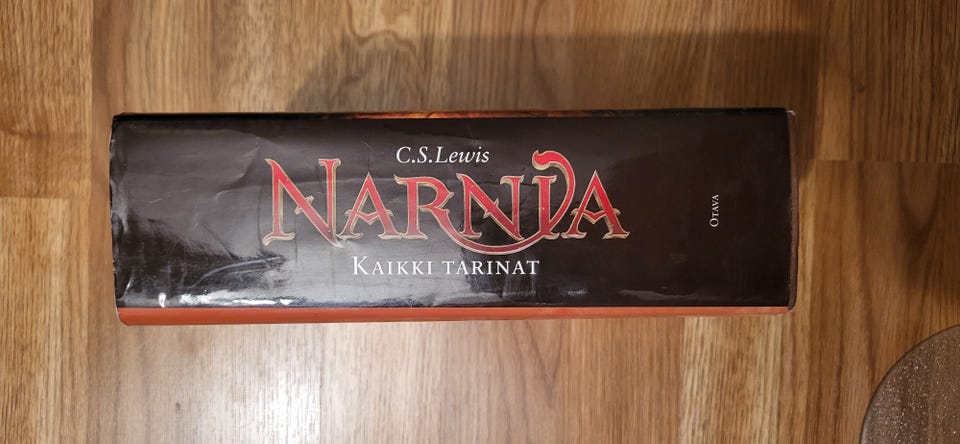 C.S.Lewis
NARNIA
KAIKKI TARINAT
OTAVA